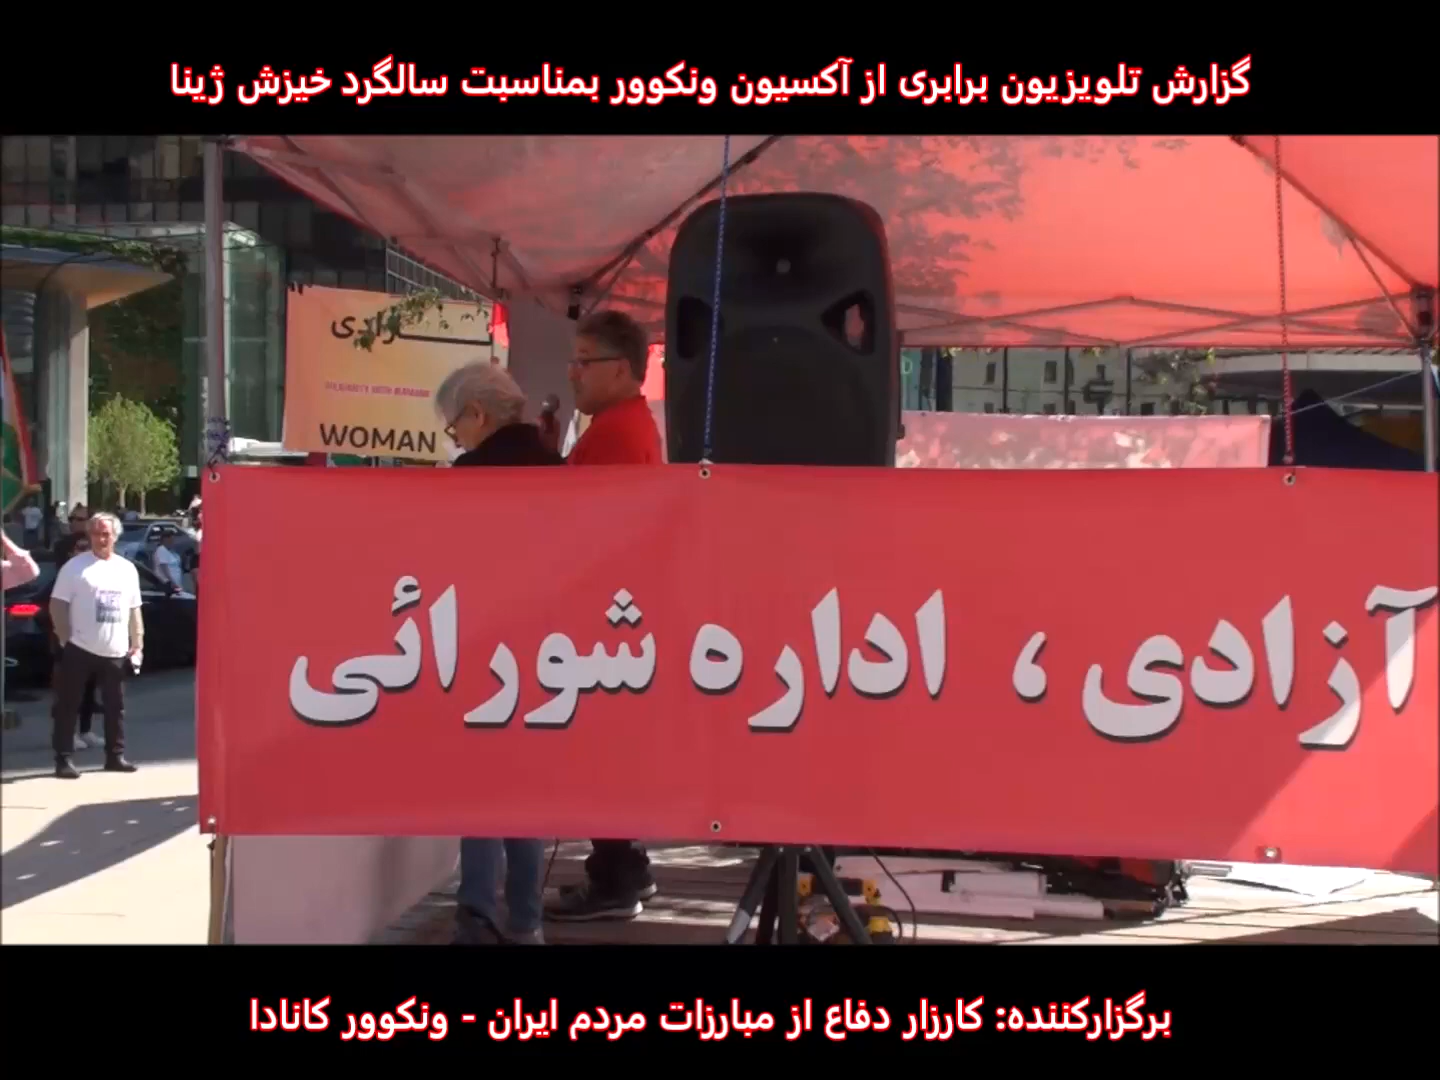 گزارش تلویزیون برابری از آکسیون ونکوور بمناسبت سالگرد خیزش ژینا
WOMAN
آزادی ، اداره شورائی
برگزارکننده: کارزار دفاع از مبارزات مردم ایران - ونکوور کانادا